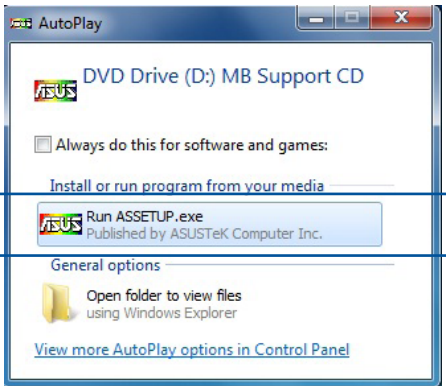 AutoPlay
DVD Drive (D:) MB Support CD
ASUS
Always do this for software and games:
Install or run program from your media
ASUS
Run ASSETUP.exe
Published by ASUSTeK Computer Inc.
General options
Open folder to view files
using Windows Explorer
View more AutoPlay options in Control Panel